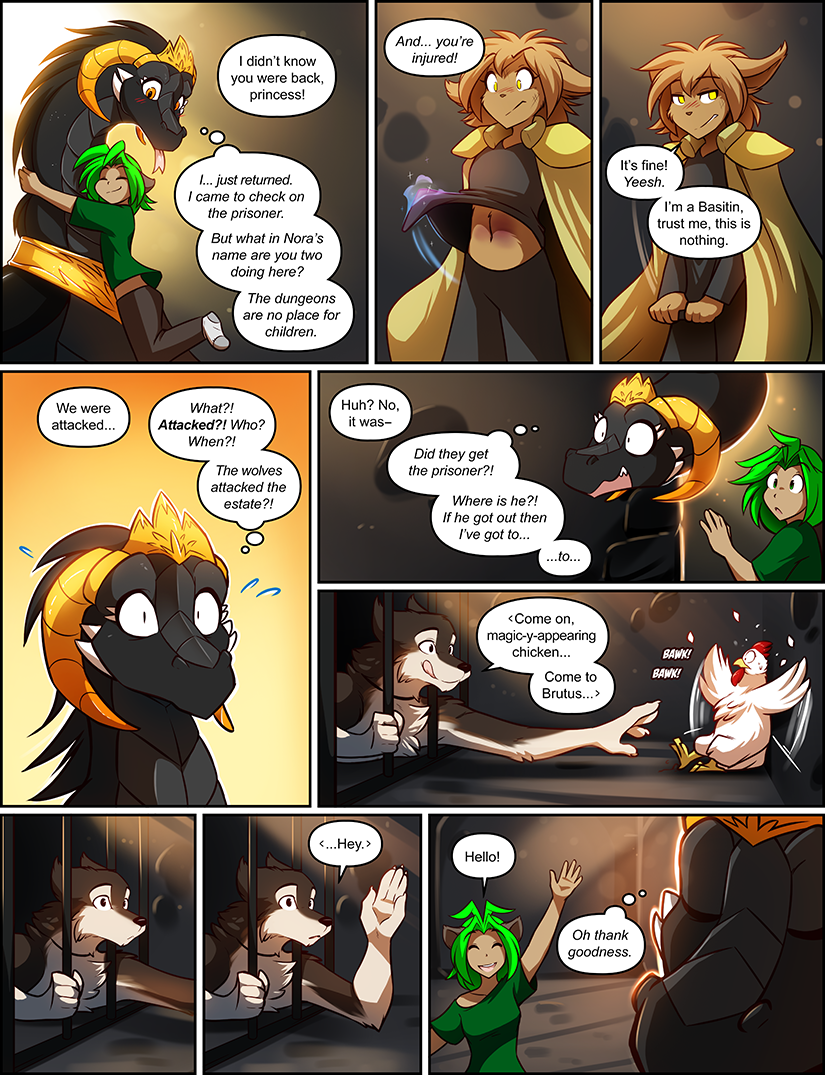 I didn't know
you were back,
princess!
I... just returned.
I came to check on
the prisoner.
But what in Nora's
name are you two
doing here?
The dungeons
are no place for
children.
And... you're
injured!
It's fine!
Yeesh.
I'm a Basitin,
trust me, this is
nothing.
We were
attacked...
What?!
Attacked?! Who?
When?!
The wolves
attacked the
estate?!
Huh? No,
it was–
Did they get
the prisoner?!
Where is he?!
If he got out then
I've got to...
...to...
‹Come on,
magic-y-appearing
chicken...
Come to
Brutus...›
BAWK!
BAWK!
‹...Hey.›
Hello!
Oh thank
goodness.